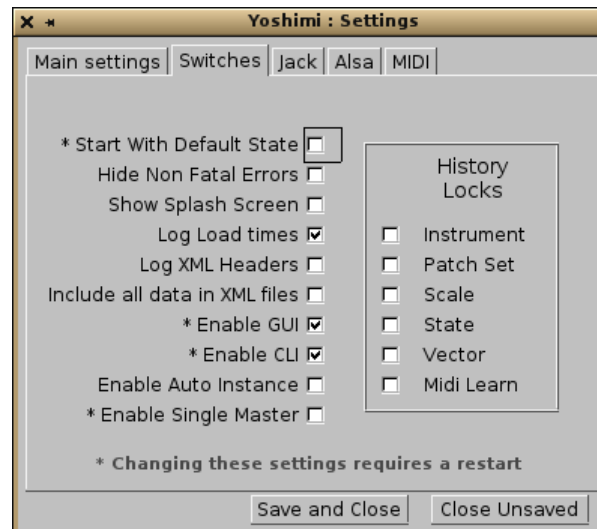 Yoshimi : Settings
Main settings Switches Jack Alsa MIDI
* Start With Default State
Hide Non Fatal Errors
Show Splash Screen
Log Load times
Log XML Headers
Include all data in XML files
* Enable GUI
* Enable CLI
Enable Auto Instance
* Enable Single Master
History
Locks
Instrument
Patch Set
Scale
State
Vector
Midi Learn
* Changing these settings requires a restart
Save and Close Close Unsaved